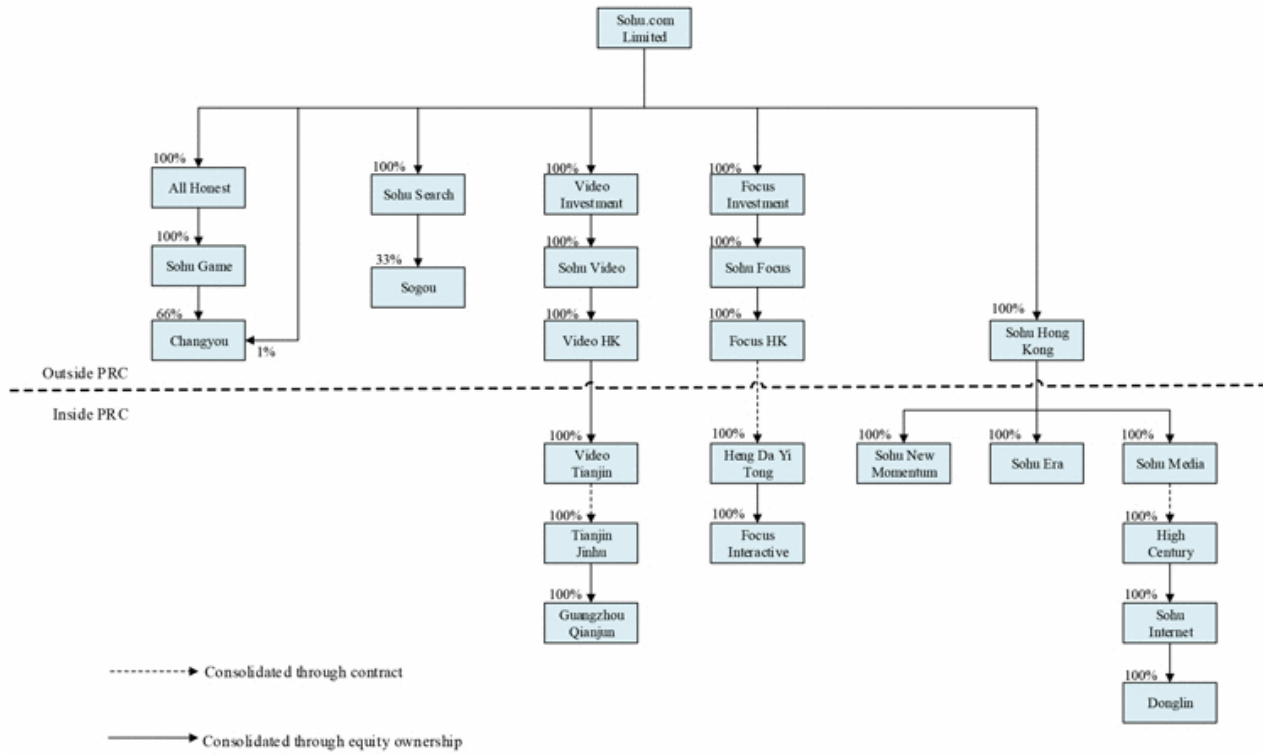 Sohu.com
Limited
100%
All Honest
100%
Sohu Game
66%
Changyou
1%
100%
Sohu Search
33%
Sogou
100%
Video
Investment
100%
Sohu Video
100%
Video HK
100%
Focus
Investment
100%
Sohu Focus
100%
Focus HK
100%
Sohu Hong
Kong
Outside PRC
Inside PRC
100%
Video
Tianjin
100%
Tianjin
Jinhu
100%
Guangzhou
Qianjun
100%
Heng Da Yi
Tong
100%
Focus
Interactive
100%
Sohu New
Momentum
100%
Sohu Era
100%
Sohu Media
100%
High
Century
100%
Sohu
Internet
100%
Donglin
Consolidated through contract
Consolidated through equity ownership